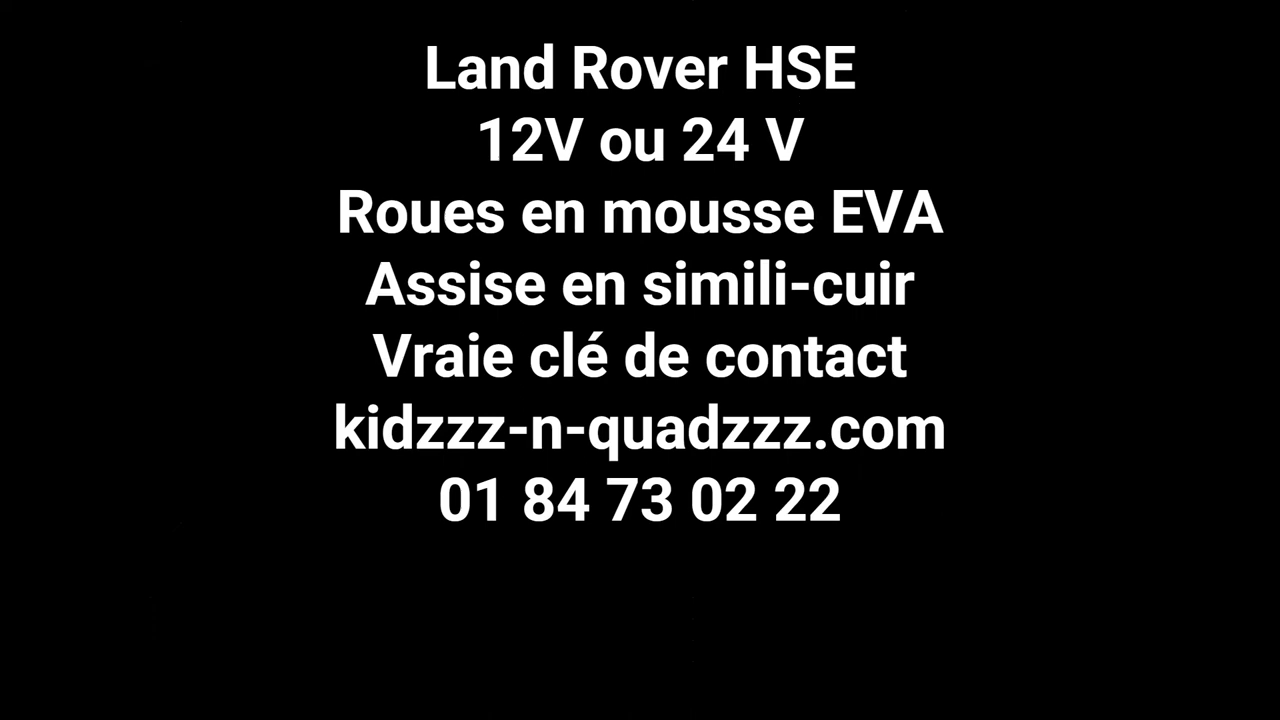 Land Rover HSE
12V ou 24 V
Roues en mousse EVA
Assise en simili-cuir
Vraie clé de contact
kidzzz-n-quadzzz.com
01 84 73 02 22